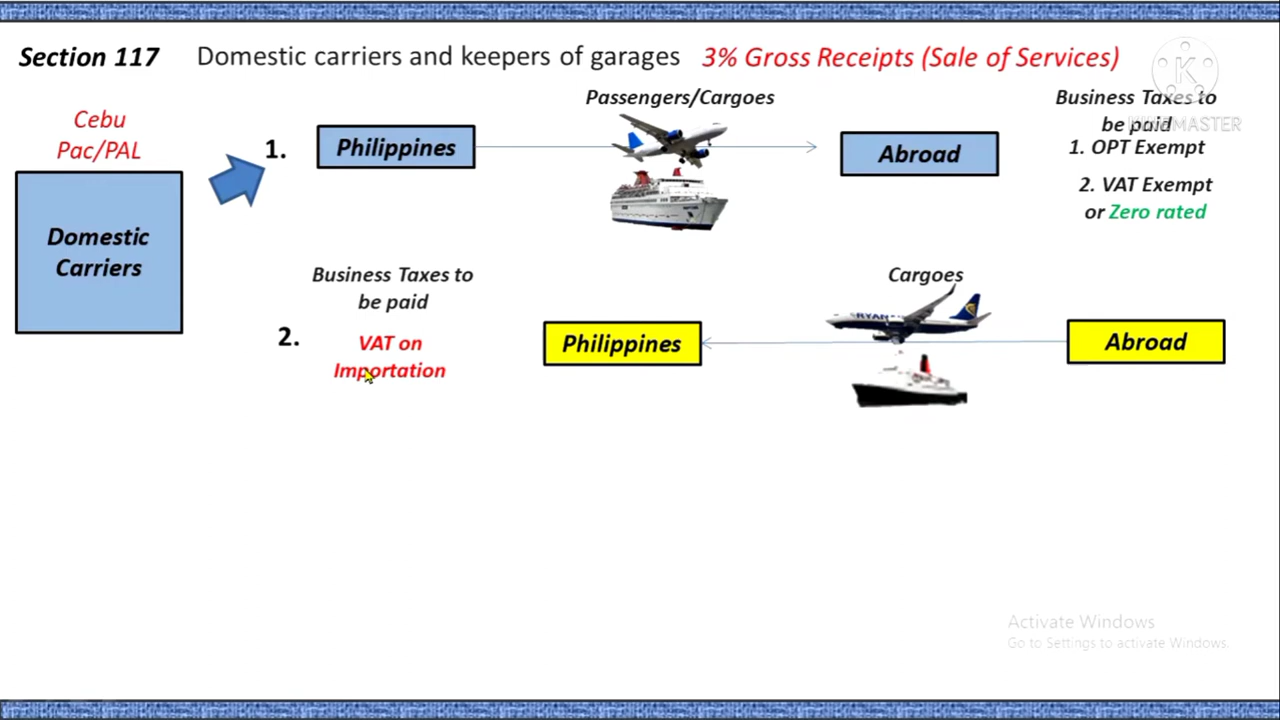 Section 117 Domestic carriers and keepers of garages 3% Gross Receipts (Sale of Services)
Cebu
Pac/PAL
Domestic
Carriers
1.
Philippines
Passengers/Cargoes
Abroad
Business Taxes to
be paid
1. OPT Exempt
2. VAT Exempt
or Zero rated
K
KINEMASTER
2.
Business Taxes to
be paid
VAT on
Importation
Philippines
Cargoes
RYANAIR
Abroad
Activate Windows
Go to Settings to activate Windows.